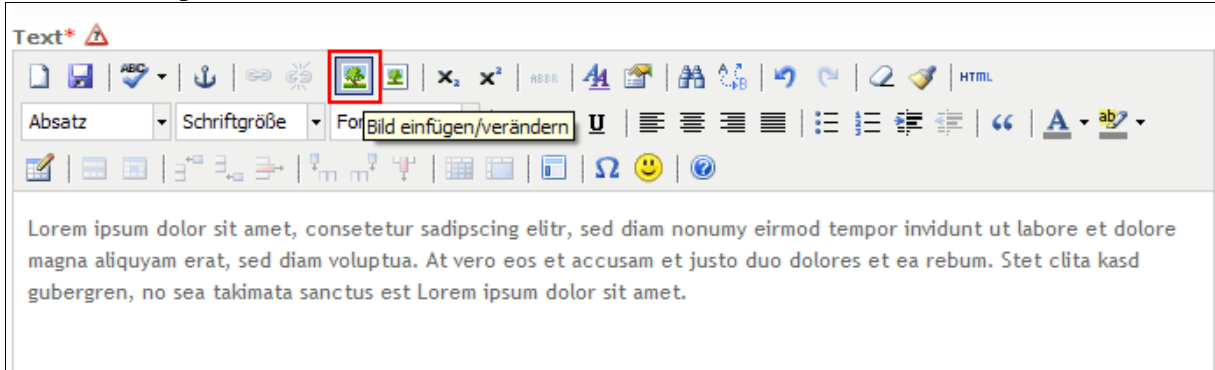 Text*
ABC ABBR HTML
Absatz Schriftgröße For
Bild einfügen/verändern
Lorem ipsum dolor sit amet, consetetur sadipscing elitr, sed diam nonumy eirmod tempor invidunt ut labore et dolore
magna aliquyam erat, sed diam voluptua. At vero eos et accusam et justo duo dolores et ea rebum. Stet clita kasd
gubergren, no sea takimata sanctus est Lorem ipsum dolor sit amet.